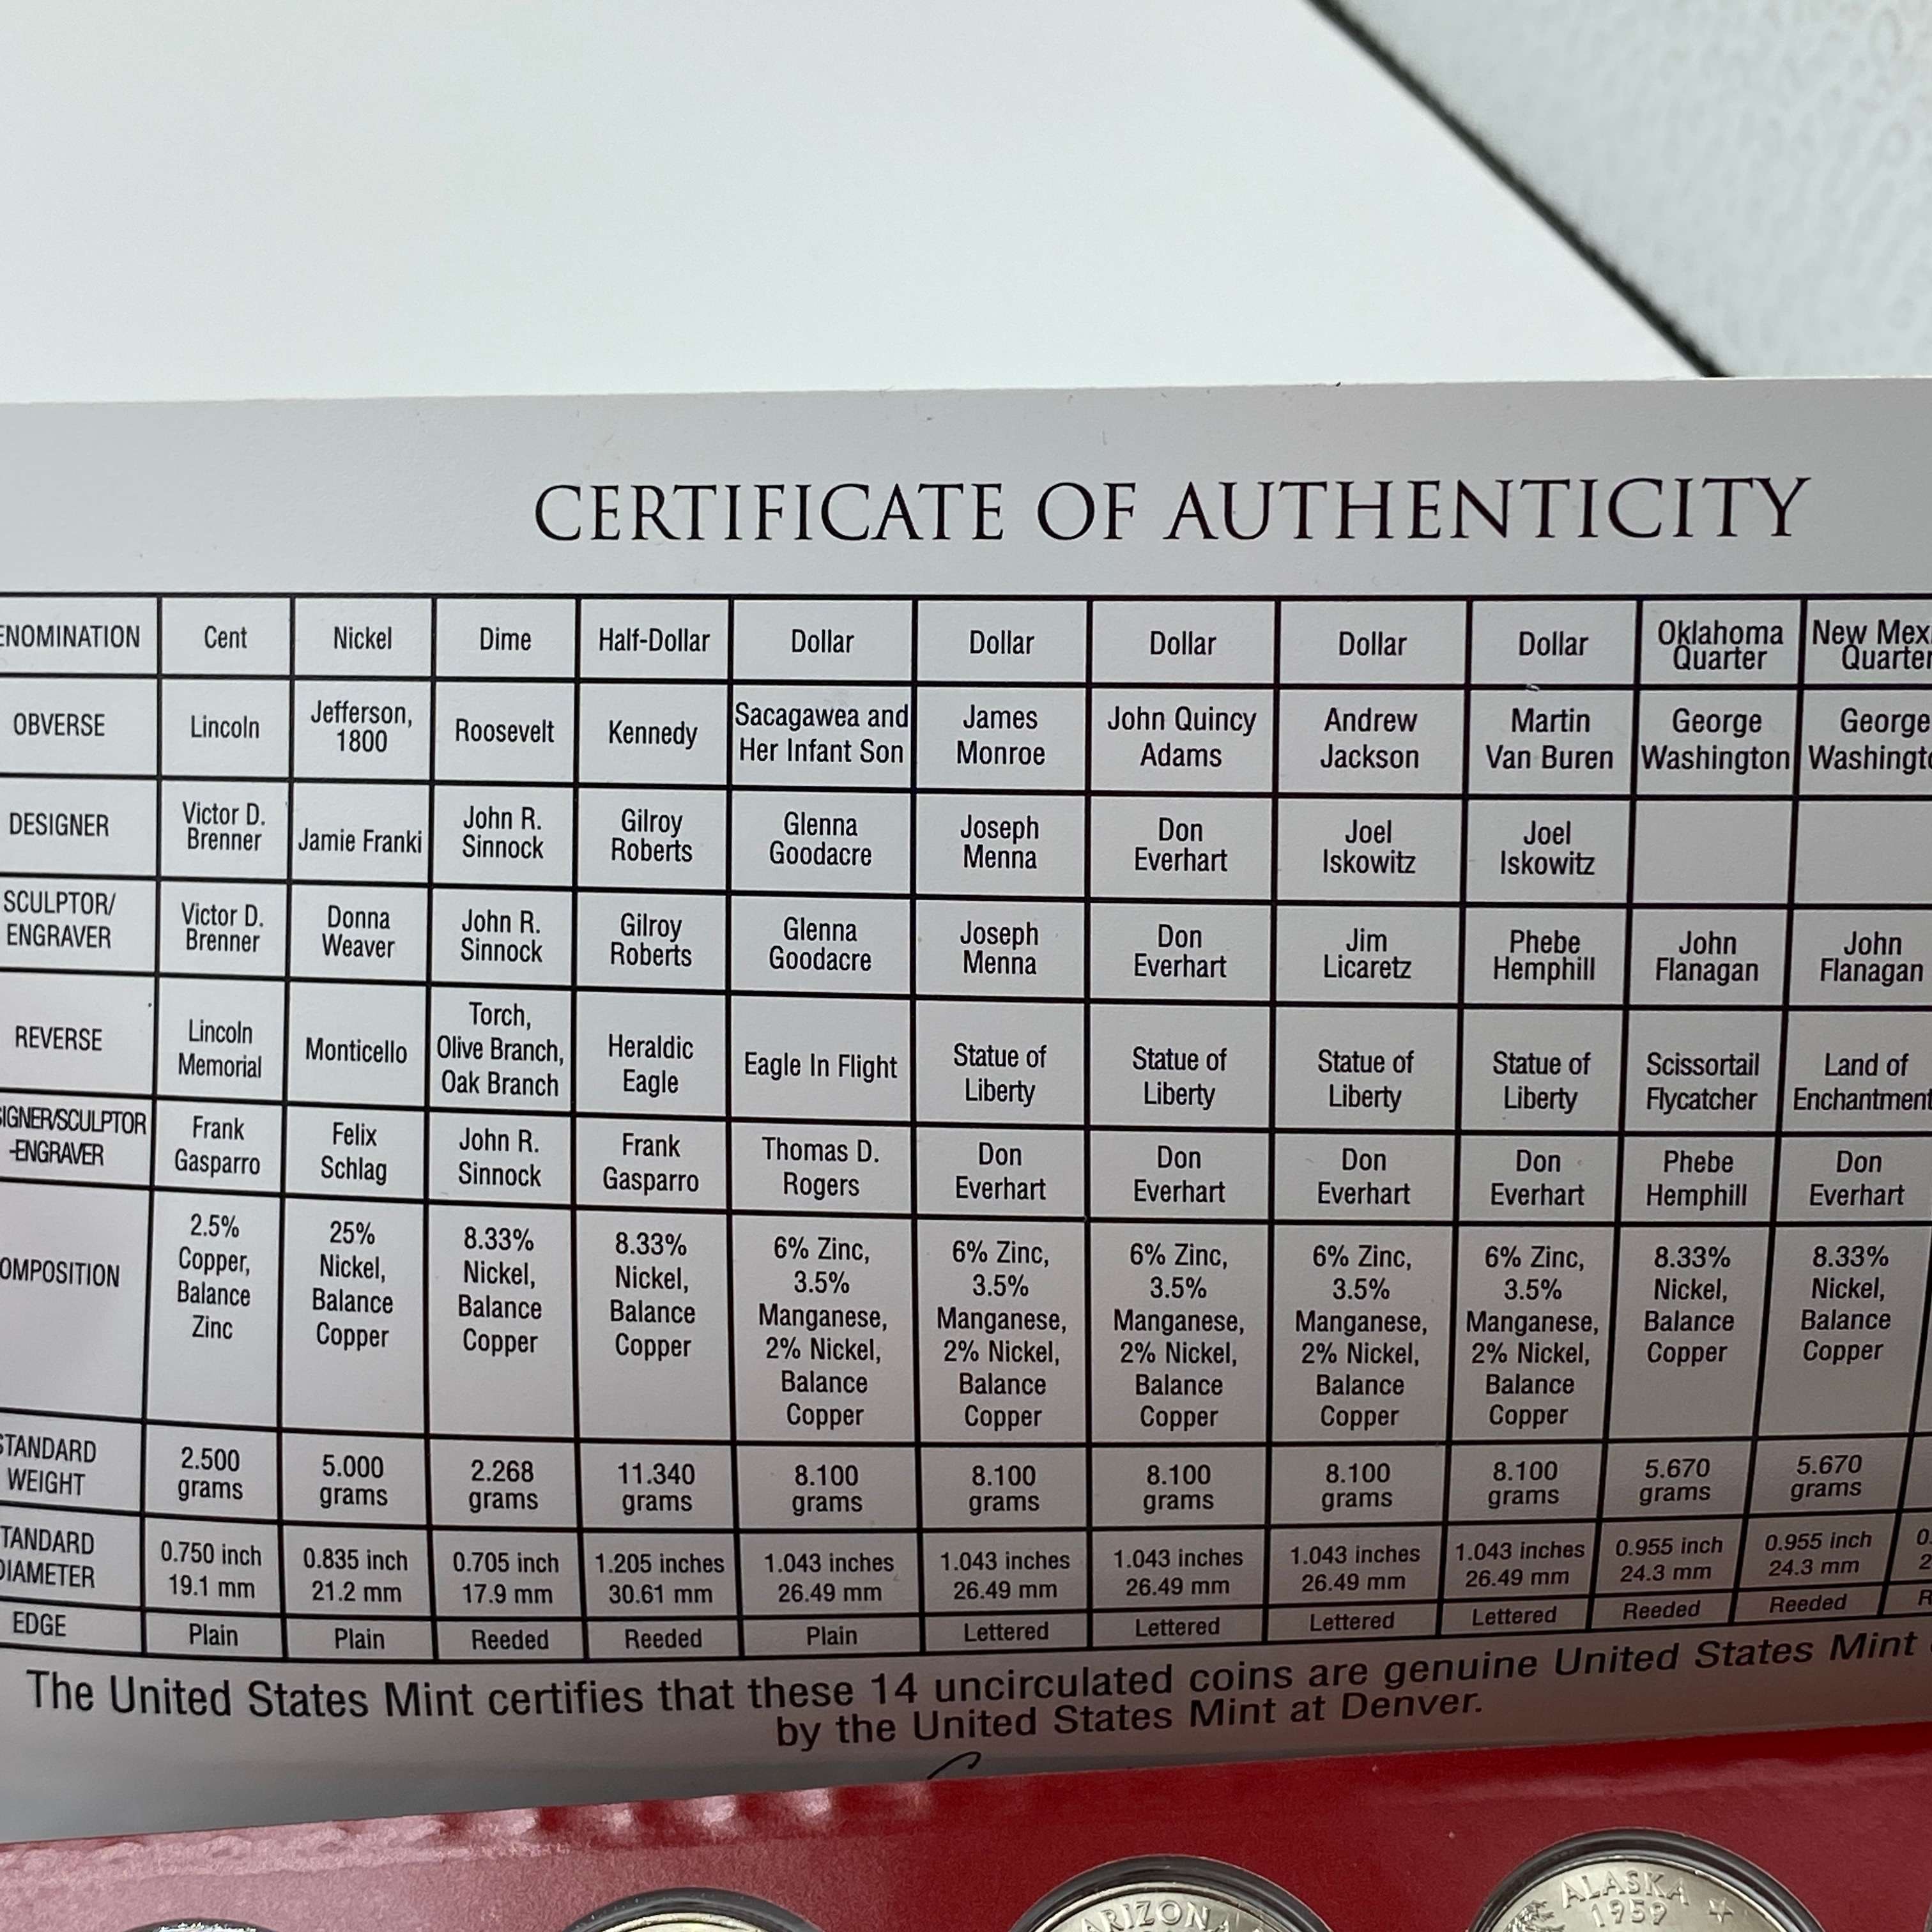 CERTIFICATE OF AUTHENTICITY
ENOMINATION
Cent
Nickel
Dime
Half-Dollar
Dollar
Dollar
Dollar
Dollar
Dollar
Oklahoma
Quarter
New Mex
Quarter
OBVERSE
Lincoln
Jefferson,
1800
Roosevelt
Kennedy
Sacagawea and
Her Infant Son
James
Monroe
John Quincy
Adams
Andrew
Jackson
Martin
Van Buren
George
Washington
George
Washingto
DESIGNER
Victor D.
Brenner
Jamie Franki
John R.
Sinnock
Gilroy
Roberts
Glenna
Goodacre
Joseph
Menna
Don
Everhart
Joel
Iskowitz
Joel
Iskowitz
SCULPTOR/
ENGRAVER
Victor D.
Brenner
Donna
Weaver
John R.
Sinnock
Gilroy
Roberts
Glenna
Goodacre
Joseph
Menna
Don
Everhart
Jim
Licaretz
Phebe
Hemphill
John
Flanagan
John
Flanagan
REVERSE
Lincoln
Memorial
Monticello
Torch,
Olive Branch,
Oak Branch
Heraldic
Eagle
Eagle In Flight
Statue of
Liberty
Statue of
Liberty
Statue of
Liberty
Statue of
Liberty
Scissortail
Flycatcher
Land of
Enchantment
SIGNER/SCULPTOR
-ENGRAVER
Frank
Gasparro
Felix
Schlag
John R.
Sinnock
Frank
Gasparro
Thomas D.
Rogers
Don
Everhart
Don
Everhart
Don
Everhart
Don
Everhart
Phebe
Hemphill
Don
Everhart
OMPOSITION
2.5%
Copper,
Balance
Zinc
25%
Nickel,
Balance
Copper
8.33%
Nickel,
Balance
Copper
8.33%
Nickel,
Balance
Copper
6% Zinc,
3.5%
Manganese,
2% Nickel,
Balance
Copper
6% Zinc,
3.5%
Manganese,
2% Nickel,
Balance
Copper
6% Zinc,
3.5%
Manganese,
2% Nickel,
Balance
Copper
6% Zinc,
3.5%
Manganese,
2% Nickel,
Balance
Copper
6% Zinc,
3.5%
Manganese,
2% Nickel,
Balance
Copper
8.33%
Nickel,
Balance
Copper
8.33%
Nickel,
Balance
Copper
STANDARD
WEIGHT
2.500
grams
5.000
grams
2.268
grams
11.340
grams
8.100
grams
8.100
grams
8.100
grams
8.100
grams
8.100
grams
5.670
grams
5.670
grams
TANDARD
DIAMETER
0.750 inch
19.1 mm
0.835 inch
21.2 mm
0.705 inch
17.9 mm
1.205 inches
30.61 mm
1.043 inches
26.49 mm
1.043 inches
26.49 mm
1.043 inches
26.49 mm
1.043 inches
26.49 mm
1.043 inches
26.49 mm
0.955 inch
24.3 mm
0.955 inch
24.3 mm
0.
2
EDGE
Plain
Plain
Reeded
Reeded
Plain
Lettered
Lettered
Lettered
Lettered
Reeded
Reeded
R
The United States Mint certifies that these 14 uncirculated coins are genuine United States Mint
by the United States Mint at Denver.
ARIZONA
ALASKA
1959